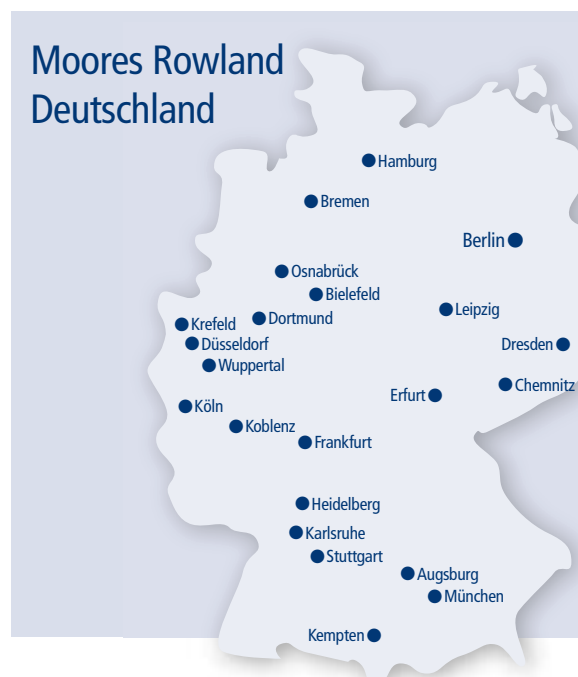 Moores Rowland
Deutschland
Hamburg
Bremen
Berlin
Osnabrück
Bielefeld
Leipzig
Dortmund
Krefeld
Düsseldorf
Dresden
Wuppertal
Chemnitz
Erfurt
Köln
Koblenz
Frankfurt
Heidelberg
Karlsruhe
Stuttgart
Augsburg
München
Kempten